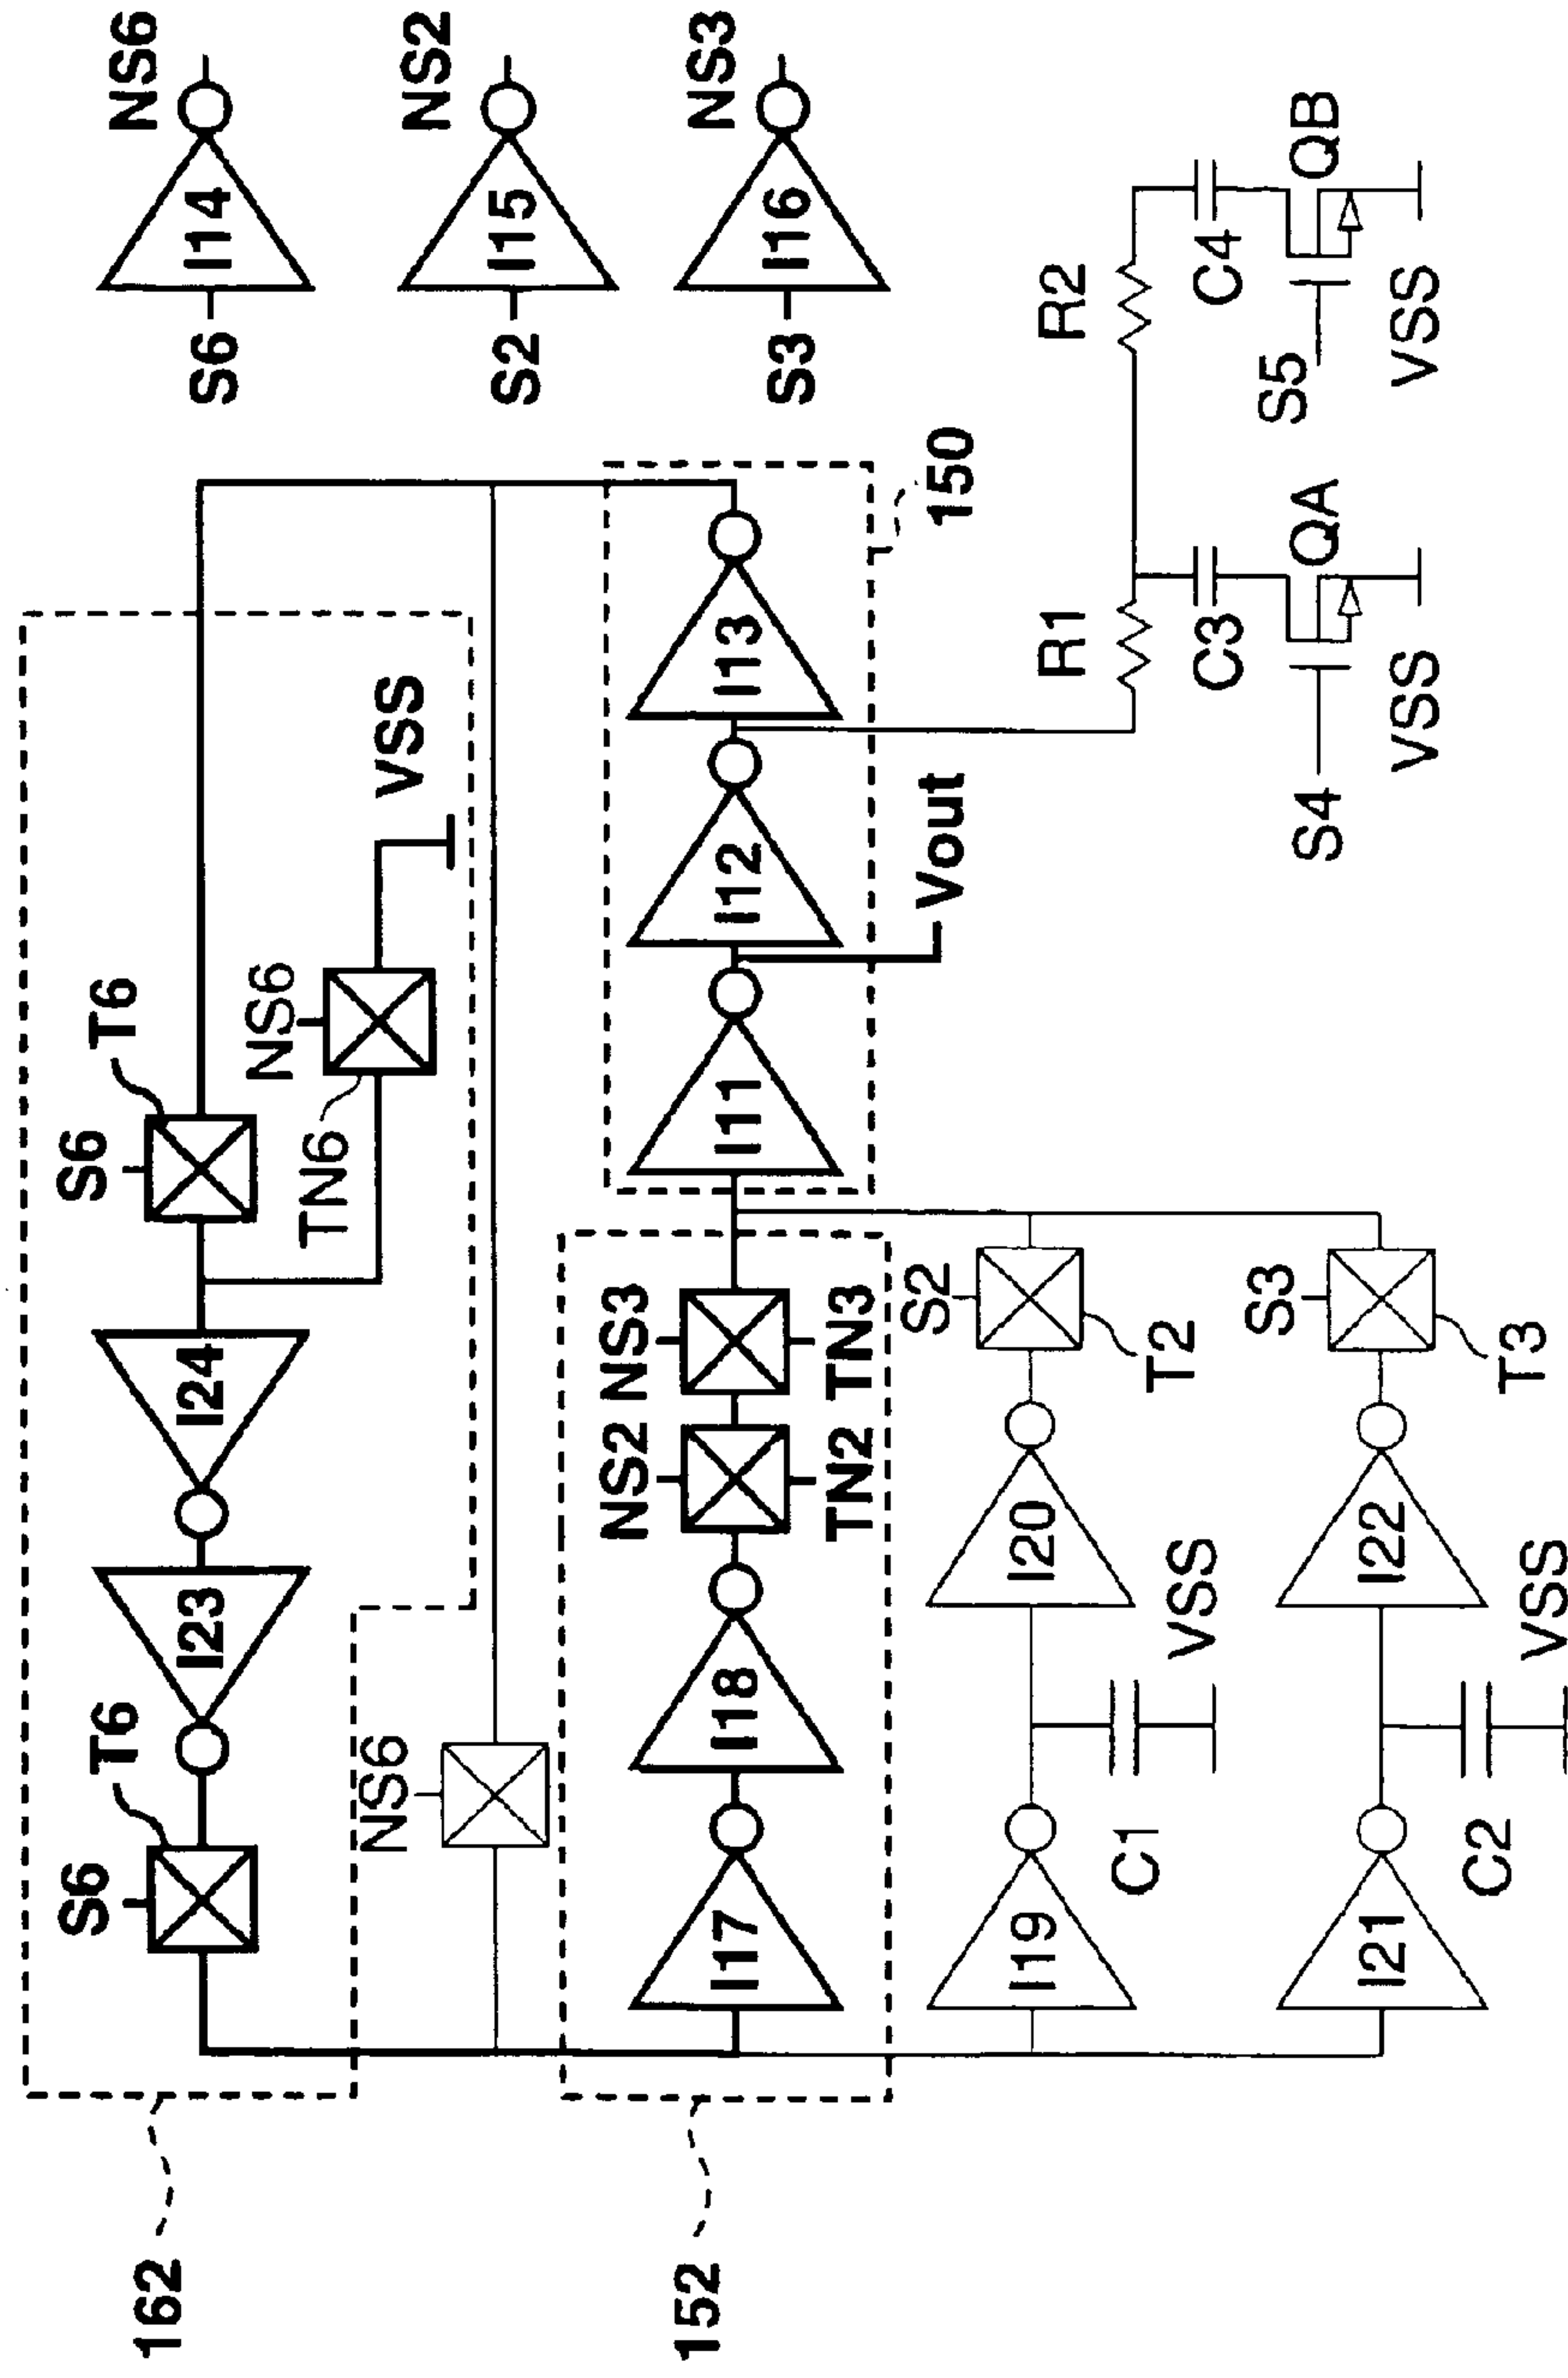 162
S6
T6
I23
I24
S6
T6
TN6
NS6
VSS
NS6
152
I17
I18
NS2
NS3
TN2
TN3
I11
I12
I13
150
Vout
I19
C1
VSS
I20
S2
T2
I21
C2
VSS
I22
S3
T3
R1
C3
QA
S4
VSS
R2
C4
QB
S5
VSS
S6
I14
NS6
S2
I15
NS2
S3
I16
NS3